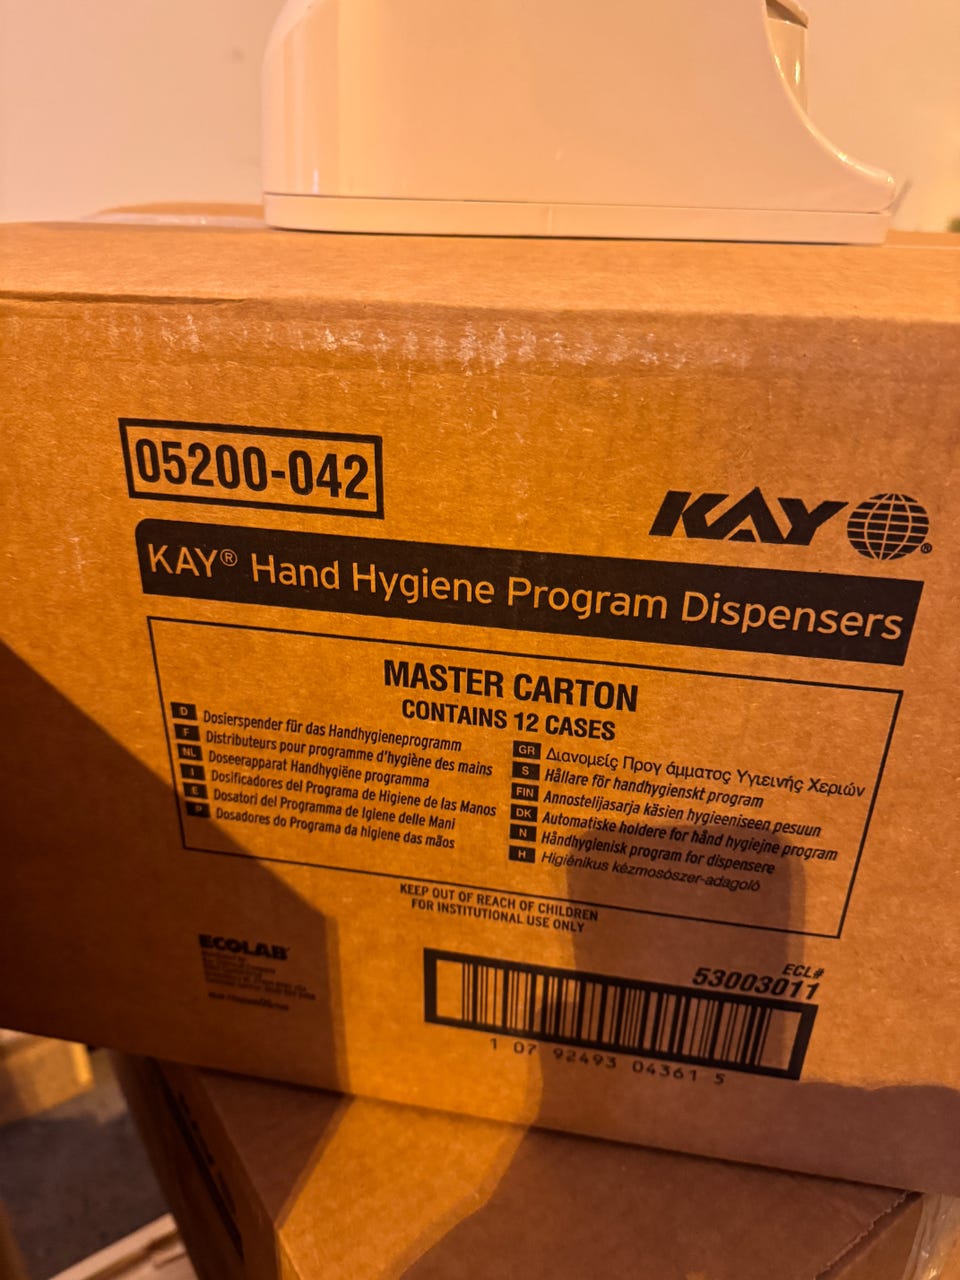 05200-042
KAY®
KAY® Hand Hygiene Program Dispensers
MASTER CARTON
CONTAINS 12 CASES
D Dosierspender für das Handhygieneprogramm
F Distributeurs pour programme d'hygiène des mains
NL Doseerapparat Handhygiëne programma
I Dosificadores del Programa de Higiene de las Manos
E Dosatori del Programma de Igiene delle Mani
P Dosadores do Programa da higiene das mãos
GR Διανομείς Προγ άμματος Υγιεινής Χεριών
S Hållare för handhygienskt program
FIN Annostelijasarja käsien hygieeniseen pesuun
DK Automatiske holdere for hånd hygiejne program
N Håndhygienisk program for dispensere
H Higiénikus kézmosószer-adagoló
KEEP OUT OF REACH OF CHILDREN
FOR INSTITUTIONAL USE ONLY
ECOLAB®
ECL#
53003011
1 07 92493 04361 5